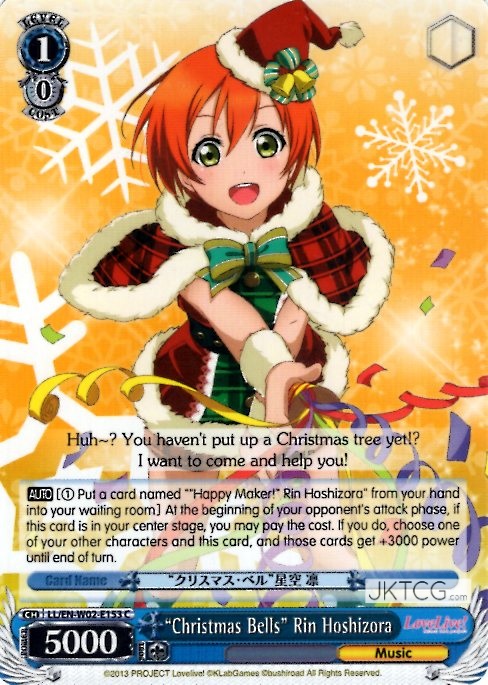 LEVEL
1
0
COST
Huh~? You haven't put up a Christmas tree yet!?
I want to come and help you!
AUTO [① Put a card named ""Happy Maker!" Rin Hoshizora" from your hand
into your waiting room] At the beginning of your opponent's attack phase, if
this card is in your center stage, you may pay the cost. If you do, choose one
of your other characters and this card, and those cards get +3000 power
until end of turn.
Card Name
"クリスマス・ベル"星空 凛
JKTCG.com
CH LL/EN-W02-E153 C
POWER
5000
"Christmas Bells" Rin Hoshizora
LoveLive!
Music
©2013 PROJECT Lovelive! ©KLabGames ©bushiroad All Rights Reserved.